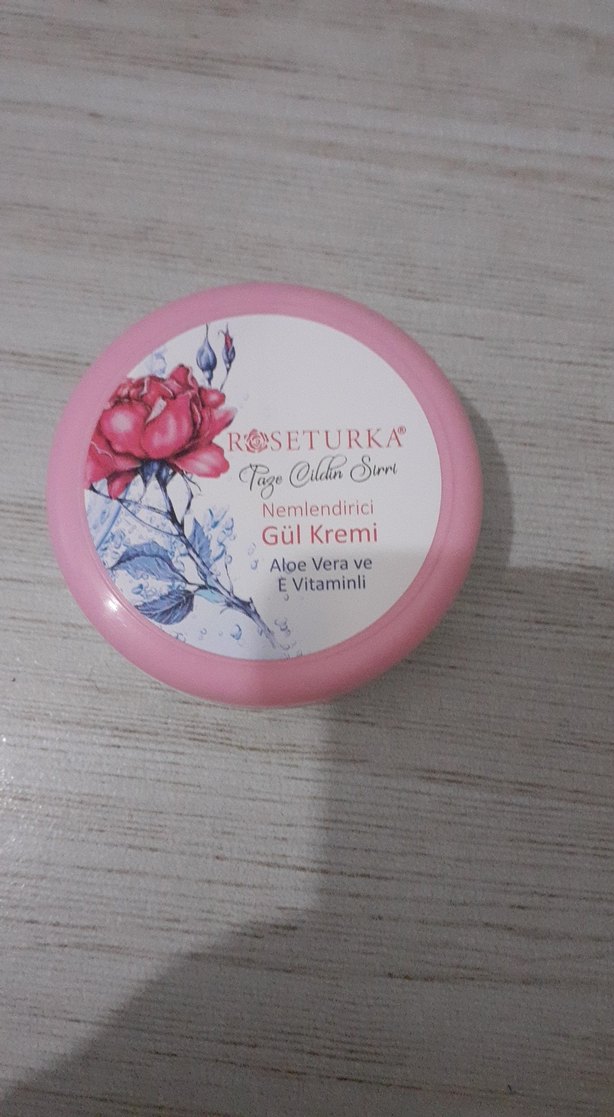 ROSETURKA®
Taze Cildin Sırrı
Nemlendirici
Gül Kremi
Aloe Vera ve
E Vitaminli